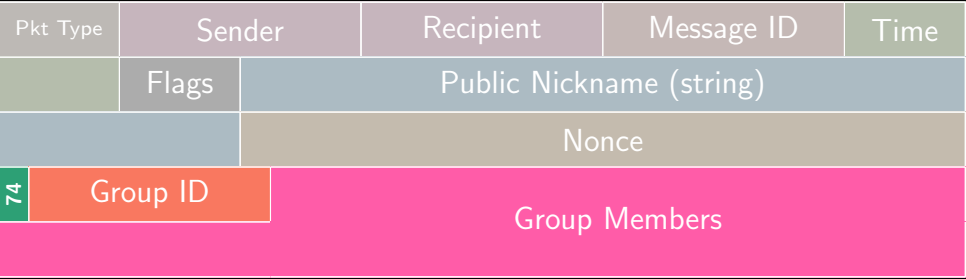 Pkt Type Sender Recipient Message ID Time
Flags Public Nickname (string)
Nonce
74 Group ID
Group Members